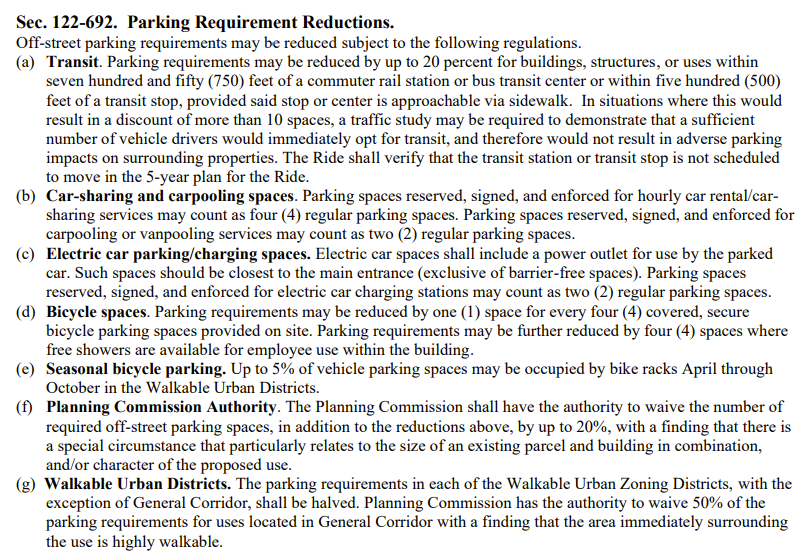 Sec. 122-692. Parking Requirement Reductions.
Off-street parking requirements may be reduced subject to the following regulations.
(a) Transit. Parking requirements may be reduced by up to 20 percent for buildings, structures, or uses within
seven hundred and fifty (750) feet of a commuter rail station or bus transit center or within five hundred (500)
feet of a transit stop, provided said stop or center is approachable via sidewalk. In situations where this would
result in a discount of more than 10 spaces, a traffic study may be required to demonstrate that a sufficient
number of vehicle drivers would immediately opt for transit, and therefore would not result in adverse parking
impacts on surrounding properties. The Ride shall verify that the transit station or transit stop is not scheduled
to move in the 5-year plan for the Ride.
(b) Car-sharing and carpooling spaces. Parking spaces reserved, signed, and enforced for hourly car rental/car-
sharing services may count as four (4) regular parking spaces. Parking spaces reserved, signed, and enforced for
carpooling or vanpooling services may count as two (2) regular parking spaces.
(c) Electric car parking/charging spaces. Electric car spaces shall include a power outlet for use by the parked
car. Such spaces should be closest to the main entrance (exclusive of barrier-free spaces). Parking spaces
reserved, signed, and enforced for electric car charging stations may count as two (2) regular parking spaces.
(d) Bicycle spaces. Parking requirements may be reduced by one (1) space for every four (4) covered, secure
bicycle parking spaces provided on site. Parking requirements may be further reduced by four (4) spaces where
free showers are available for employee use within the building.
(e) Seasonal bicycle parking. Up to 5% of vehicle parking spaces may be occupied by bike racks April through
October in the Walkable Urban Districts.
(f) Planning Commission Authority. The Planning Commission shall have the authority to waive the number of
required off-street parking spaces, in addition to the reductions above, by up to 20%, with a finding that there is
a special circumstance that particularly relates to the size of an existing parcel and building in combination,
and/or character of the proposed use.
(g) Walkable Urban Districts. The parking requirements in each of the Walkable Urban Zoning Districts, with the
exception of General Corridor, shall be halved. Planning Commission has the authority to waive 50% of the
parking requirements for uses located in General Corridor with a finding that the area immediately surrounding
the use is highly walkable.